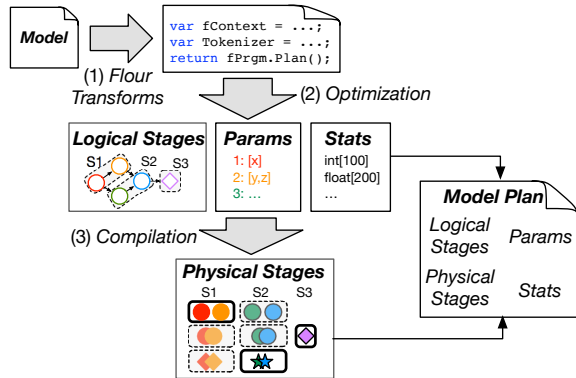 Model
var fContext = ...;
var Tokenizer = ...;
return fPrgm.Plan();
(1) Flour
Transforms
(2) Optimization
Logical Stages
S1
S2
S3
Params
1: [x]
2: [y,z]
3: ...
Stats
int[100]
float[200]
...
(3) Compilation
Model Plan
Logical
Stages
Params
Physical
Stages
Stats
Physical Stages
S1
S2
S3